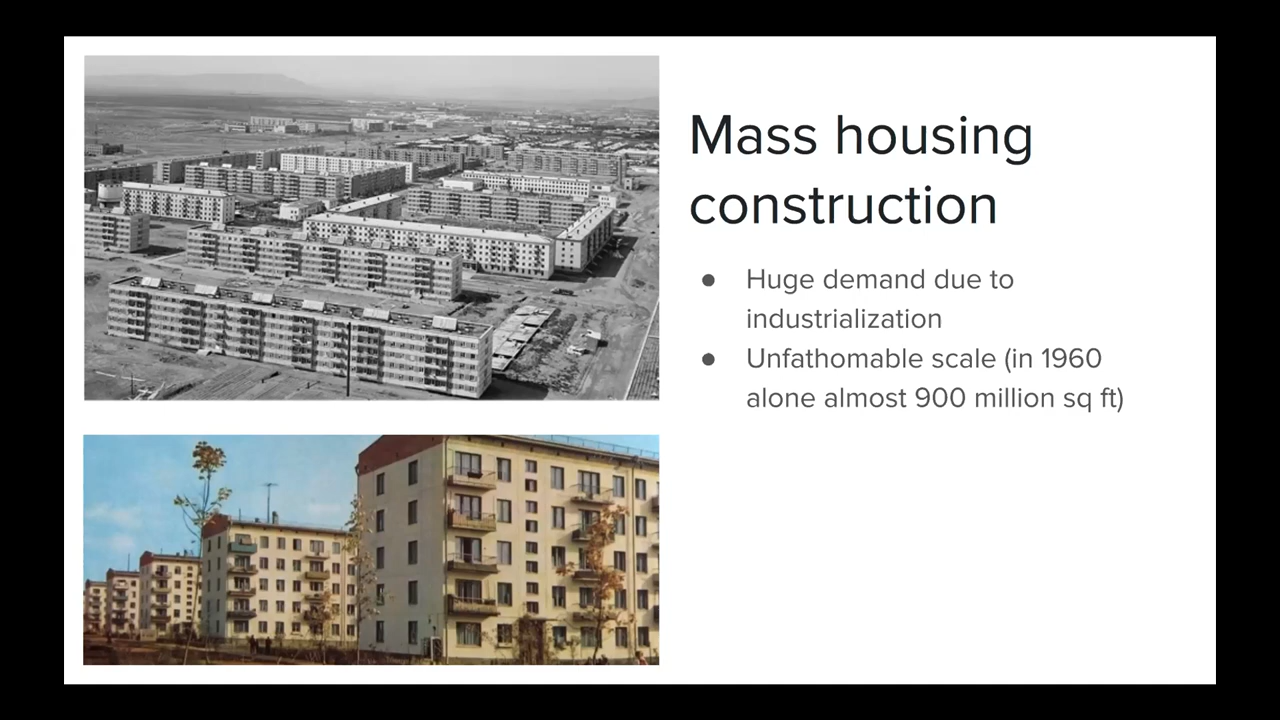 Mass housing
construction
● Huge demand due to
industrialization
● Unfathomable scale (in 1960
alone almost 900 million sq ft)